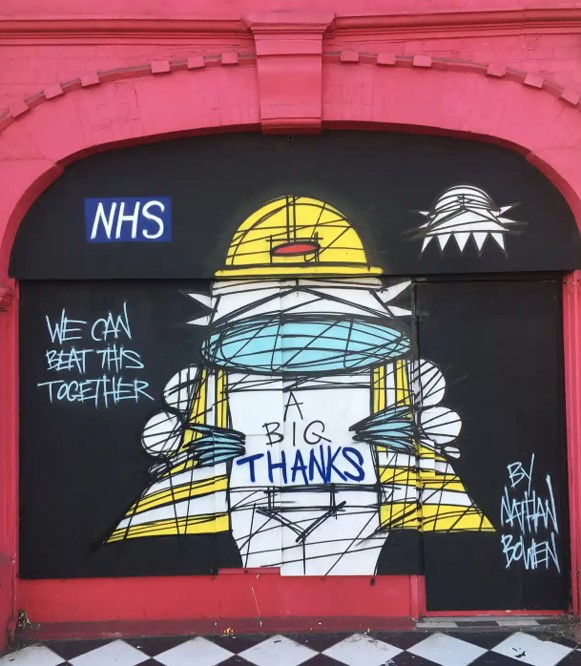 NHS
WE CAN
BEAT THIS
TOGETHER
A
BIG
THANKS
BY
NATHAN
BOWEN